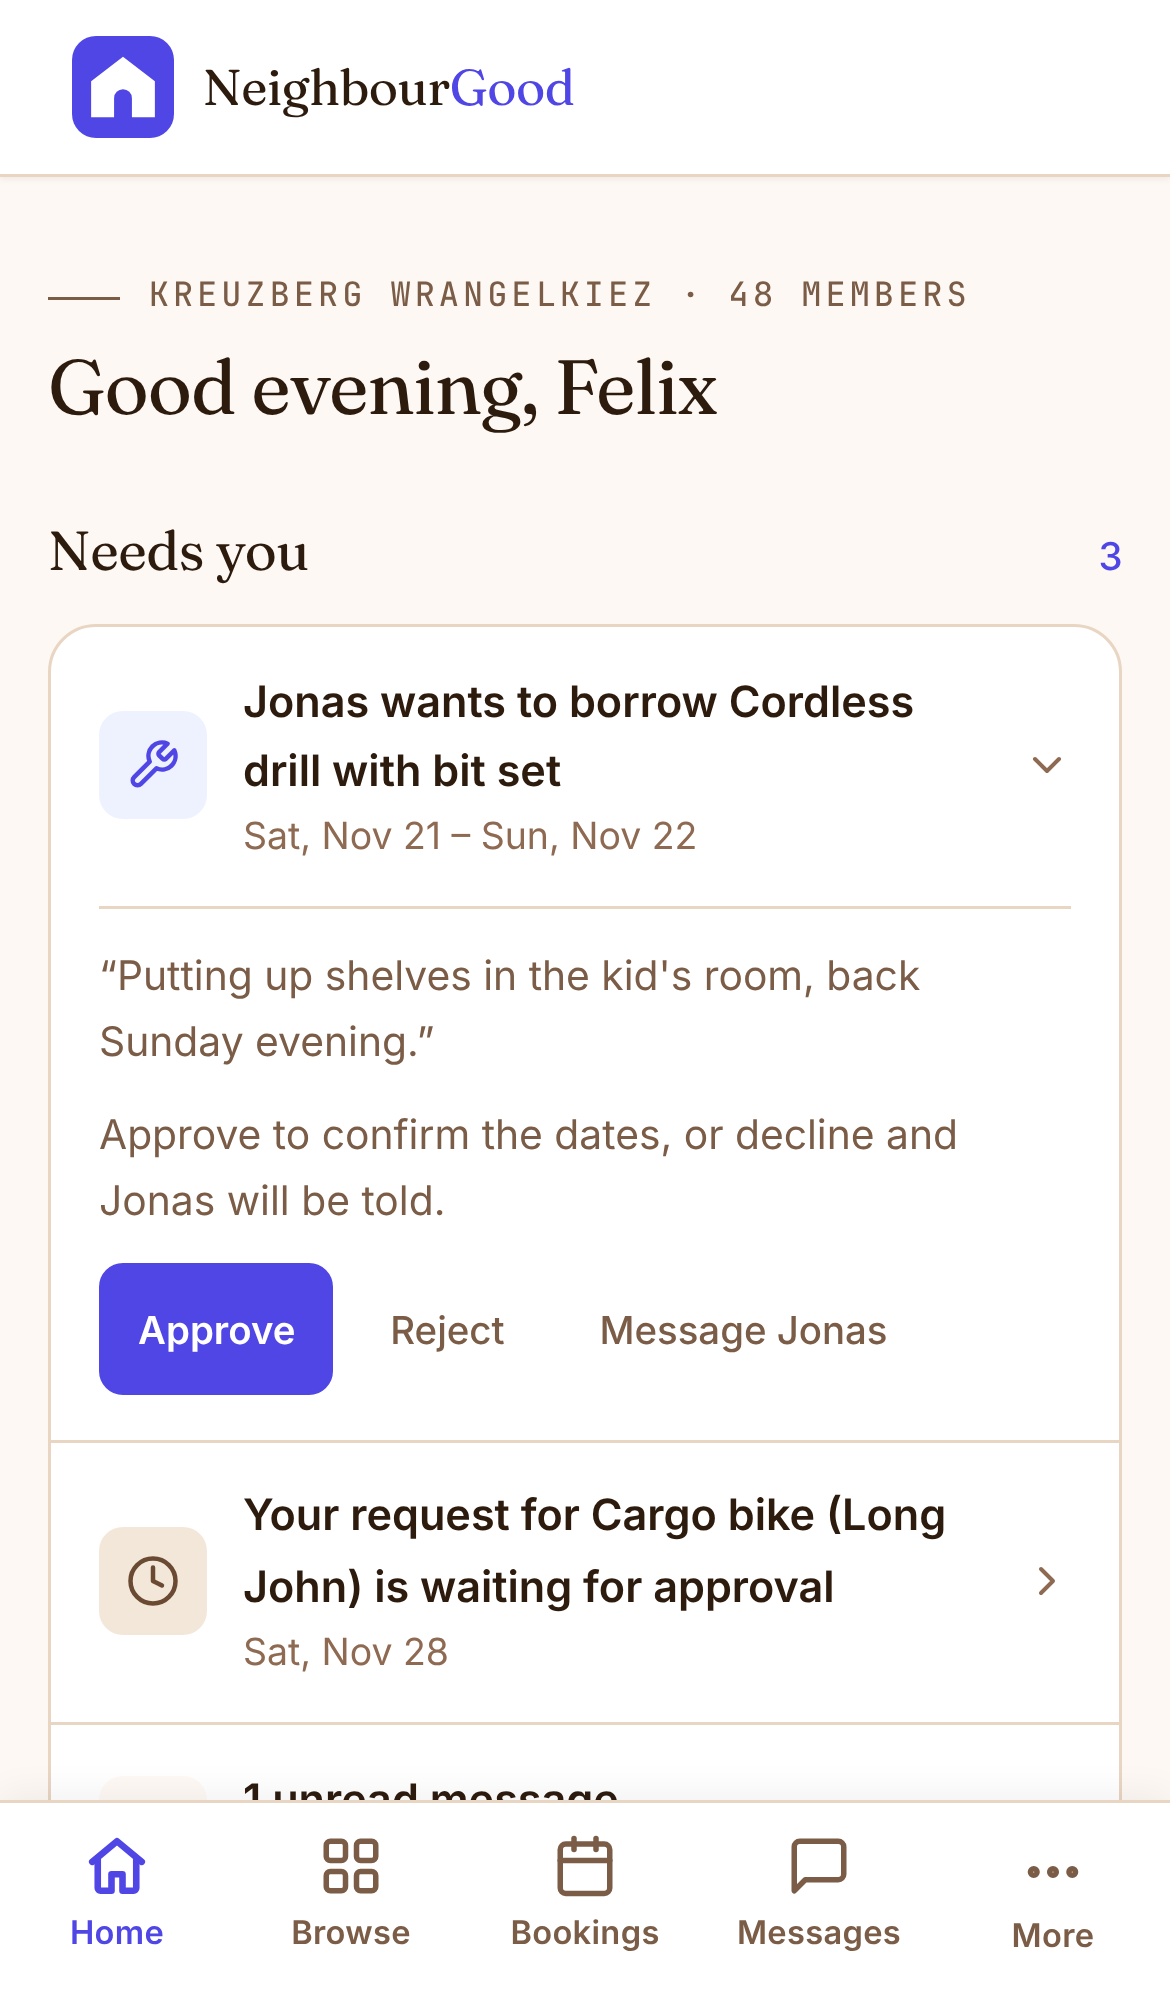 NeighbourGood
KREUZBERG WRANGELKIEZ · 48 MEMBERS
Good evening, Felix
Needs you
3
Jonas wants to borrow Cordless
drill with bit set
Sat, Nov 21 – Sun, Nov 22
“Putting up shelves in the kid's room, back
Sunday evening.”
Approve to confirm the dates, or decline and
Jonas will be told.
Approve Reject Message Jonas
Your request for Cargo bike (Long
John) is waiting for approval
Sat, Nov 28
1 unread message
Home Browse Bookings Messages More